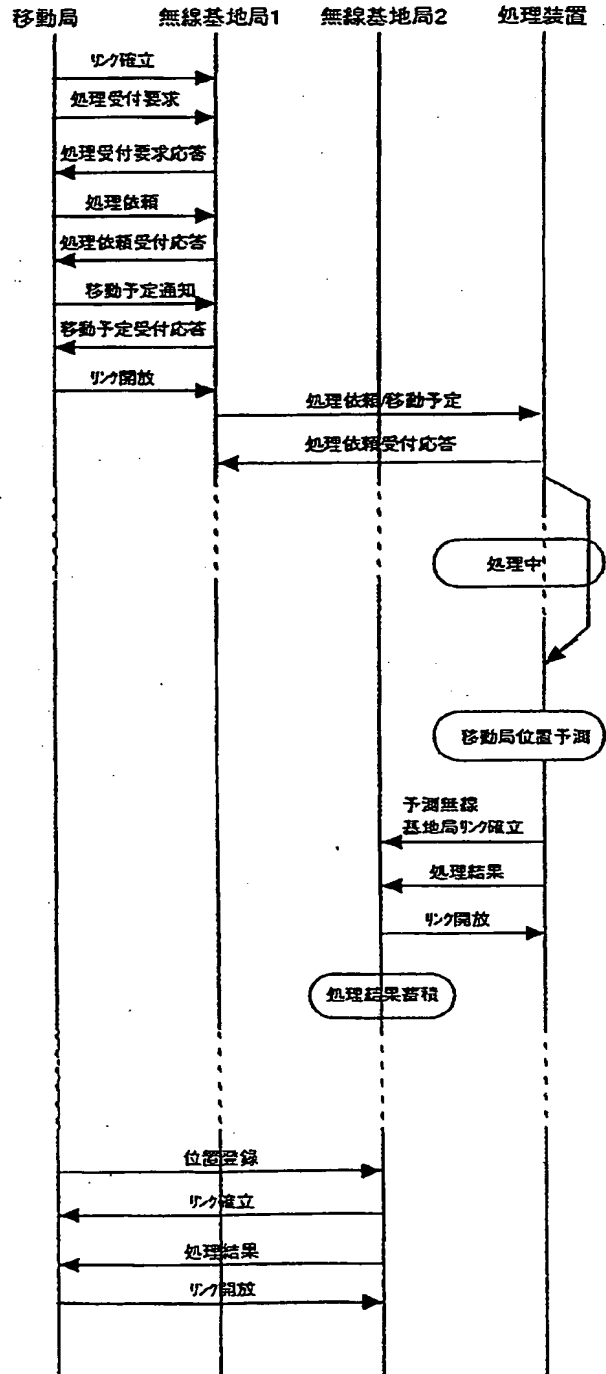 移動局 無線基地局1 無線基地局2 処理装置
リンク確立
処理受付要求
処理受付要求応答
処理依頼
処理依頼受付応答
移動予定通知
移動予定受付応答
リンク開放
処理依頼/移動予定
処理依頼受付応答
処理中
移動局位置予測
予測無線
基地局リンク確立
処理結果
リンク開放
処理結果蓄積
位置登録
リンク確立
処理結果
リンク開放